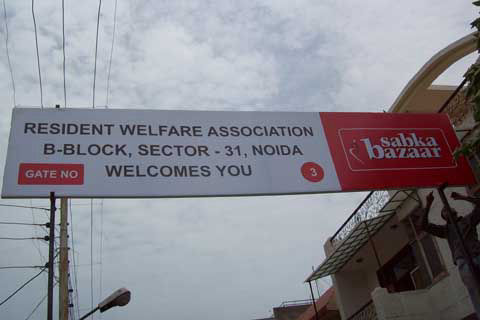 RESIDENT WELFARE ASSOCIATION
B-BLOCK, SECTOR - 31, NOIDA
GATE NO WELCOMES YOU 3
sabka
bazaar